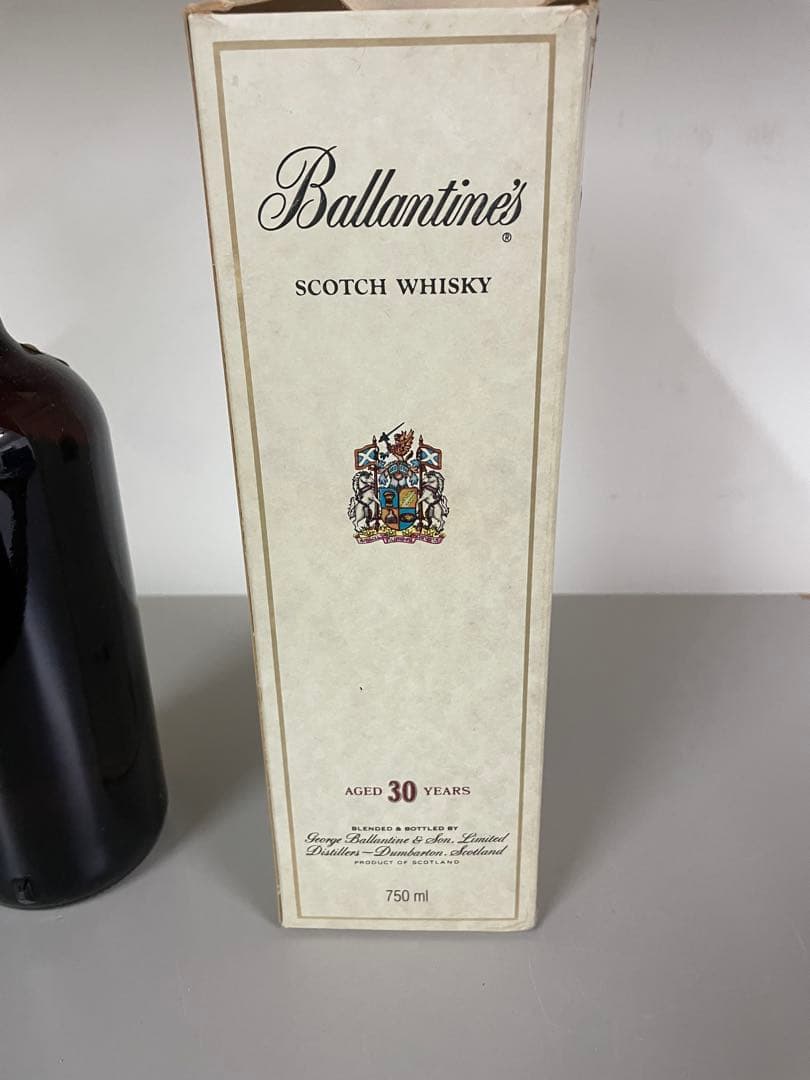 Ballantine's
®
SCOTCH WHISKY
AGED 30 YEARS
BLENDED & BOTTLED BY
George Ballantine & Son, Limited
Distillers — Dumbarton, Scotland
PRODUCT OF SCOTLAND
750 ml